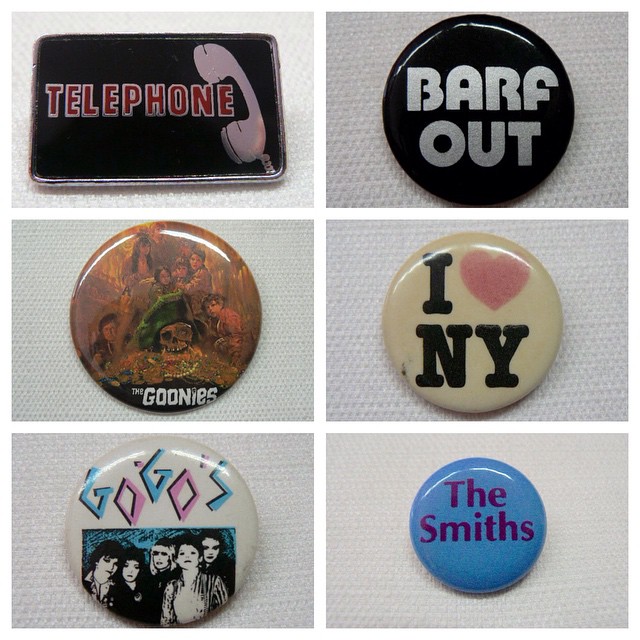 TELEPHONE
BARF
OUT
THE GOONIES
I ♥
NY
GO·GO'S
The
Smiths